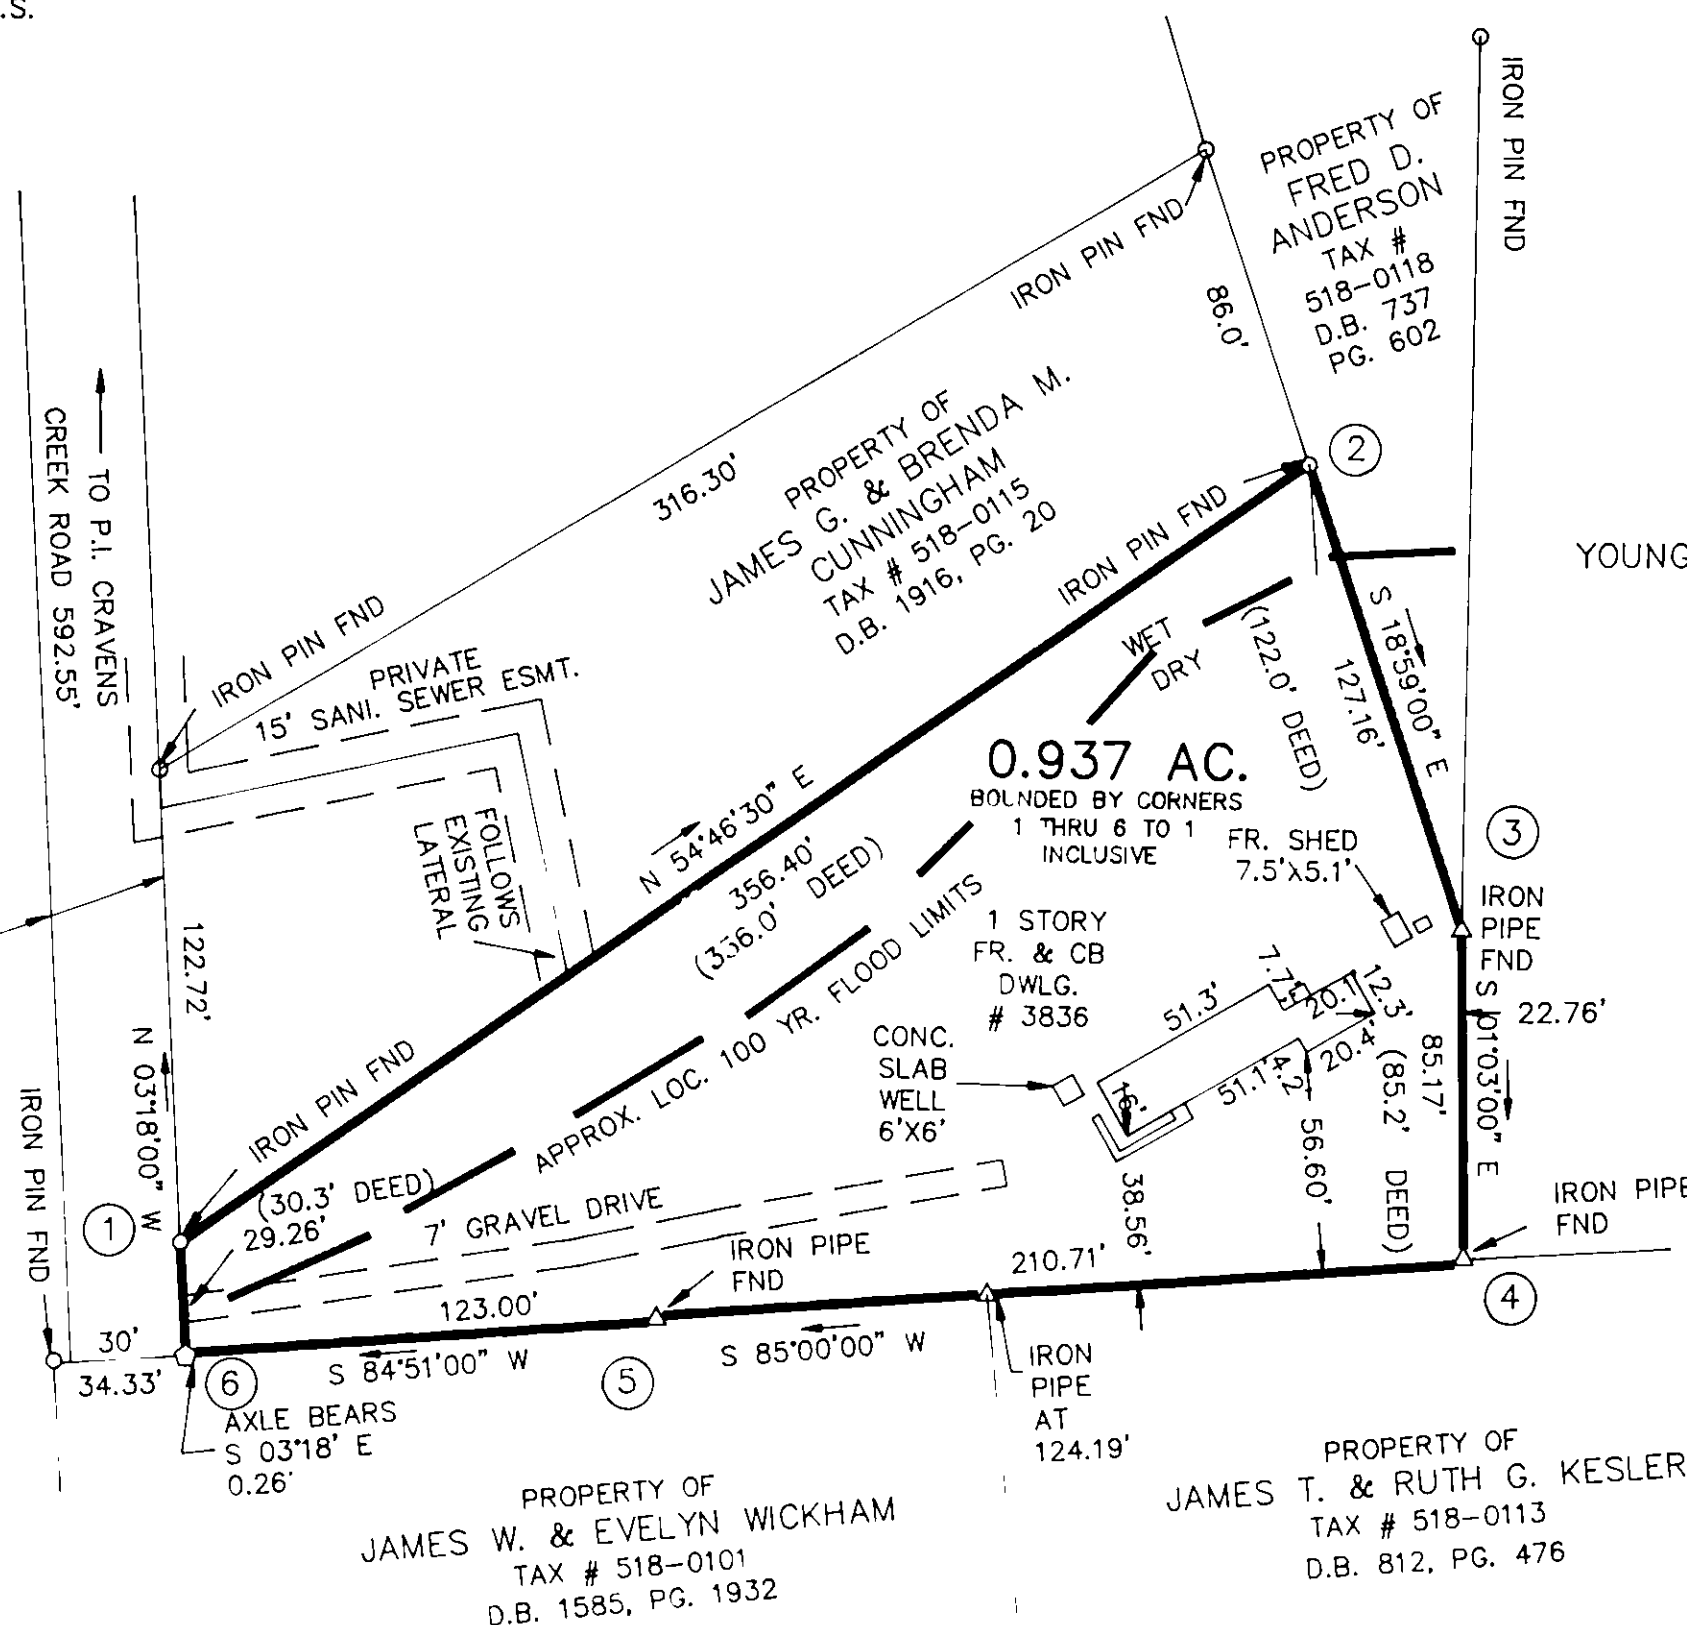 .S.
IRON PIN FND
PROPERTY OF
FRED D.
ANDERSON
TAX #
518-0118
D.B. 737
PG. 602
IRON PIN FND
86.0'
316.30'
PROPERTY OF
JAMES G. & BRENDA M.
CUNNINGHAM
TAX # 518-0115
D.B. 1916, PG. 20
IRON PIN FND
2
YOUNG
TO P.I. CRAVENS
CREEK ROAD 592.55'
IRON PIN FND
PRIVATE
15' SANI. SEWER ESMT.
FOLLOWS
EXISTING
LATERAL
WET
DRY
(122.0' DEED)
127.16'
S 18°59'00" E
0.937 AC.
BOUNDED BY CORNERS
1 THRU 6 TO 1
INCLUSIVE
N 54°46'30" E
356.40'
(336.0' DEED)
FR. SHED
7.5'X5.1'
3
IRON
PIPE
FND
1 STORY
FR. & CB
DWLG.
# 3836
51.3'
7.7'
20.1'
12.3'
20.4'
4.2'
51.1'
16'
22.76'
S 01°03'00" E
85.17'
(85.2' DEED)
CONC.
SLAB
WELL
6'X6'
56.60'
38.56'
122.72'
N 03°18'00" W
IRON PIN FND
IRON PIN FND
APPROX. LOC. 100 YR. FLOOD LIMITS
1
(30.3' DEED)
29.26'
7' GRAVEL DRIVE
IRON PIPE
FND
210.71'
IRON PIPE
FND
4
123.00'
30'
34.33'
6
S 84°51'00" W
5
S 85°00'00" W
IRON
PIPE
AT
124.19'
AXLE BEARS
S 03°18' E
0.26'
PROPERTY OF
JAMES W. & EVELYN WICKHAM
TAX # 518-0101
D.B. 1585, PG. 1932
PROPERTY OF
JAMES T. & RUTH G. KESLER
TAX # 518-0113
D.B. 812, PG. 476